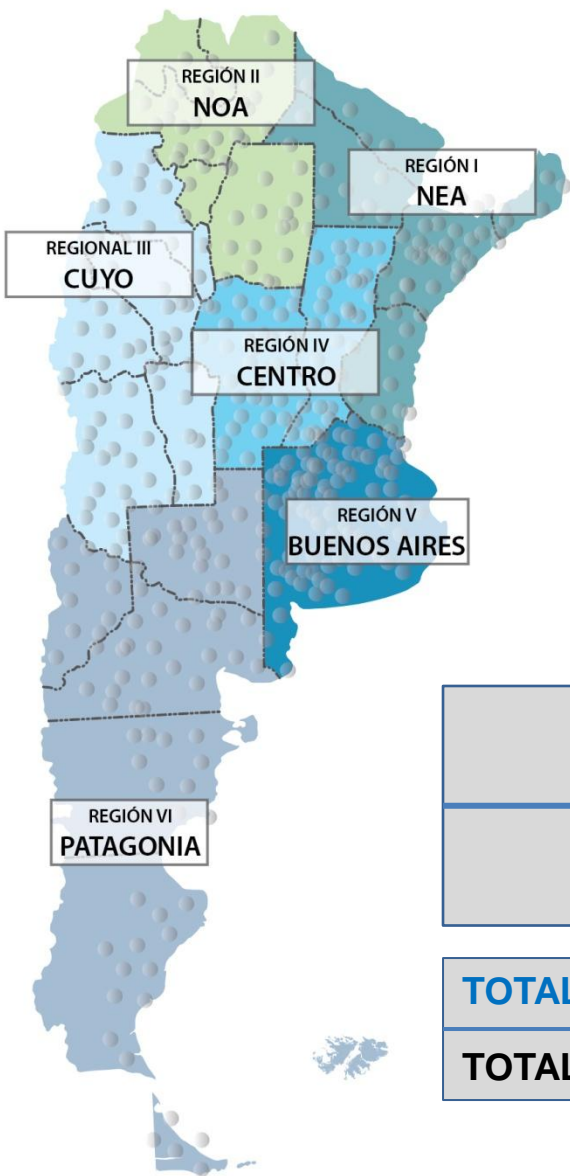 REGIÓN II
NOA
REGIÓN I
NEA
REGIONAL III
CUYO
REGIÓN IV
CENTRO
REGIÓN V
BUENOS AIRES
REGIÓN VI
PATAGONIA
TOTAL
TOTAL